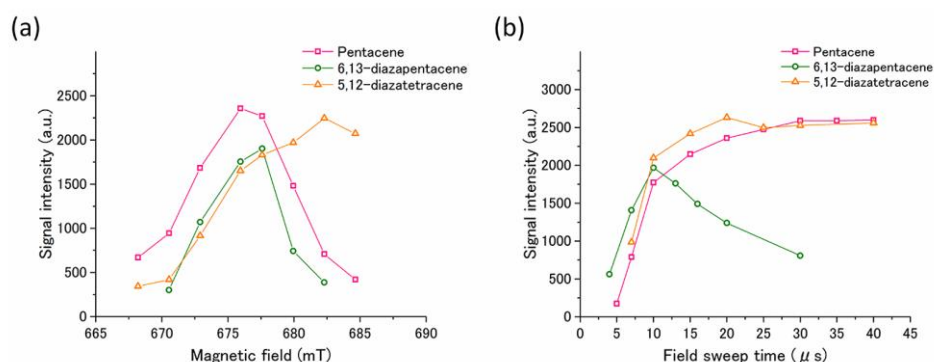 (a)
Pentacene
6,13-diazapentacene
5,12-diazatetracene
Signal intensity (a.u.)
2500
2000
1500
1000
500
0
665
670
675
680
685
690
Magnetic field (mT)
(b)
Pentacene
6,13-diazapentacene
5,12-diazatetracene
Signal intensity (a.u.)
3000
2500
2000
1500
1000
500
0
0
5
10
15
20
25
30
35
40
45
Field sweep time (μs)